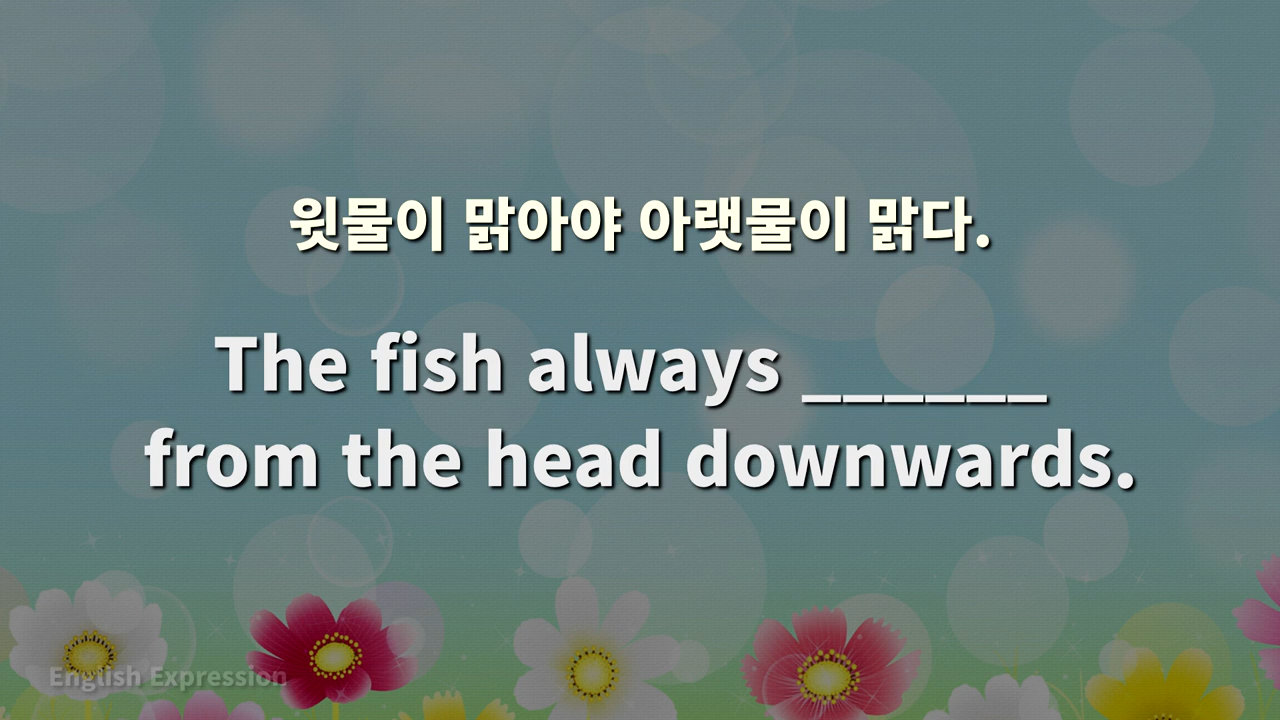 윗물이 맑아야 아랫물이 맑다.
The fish always ______
from the head downwards.
English Expression